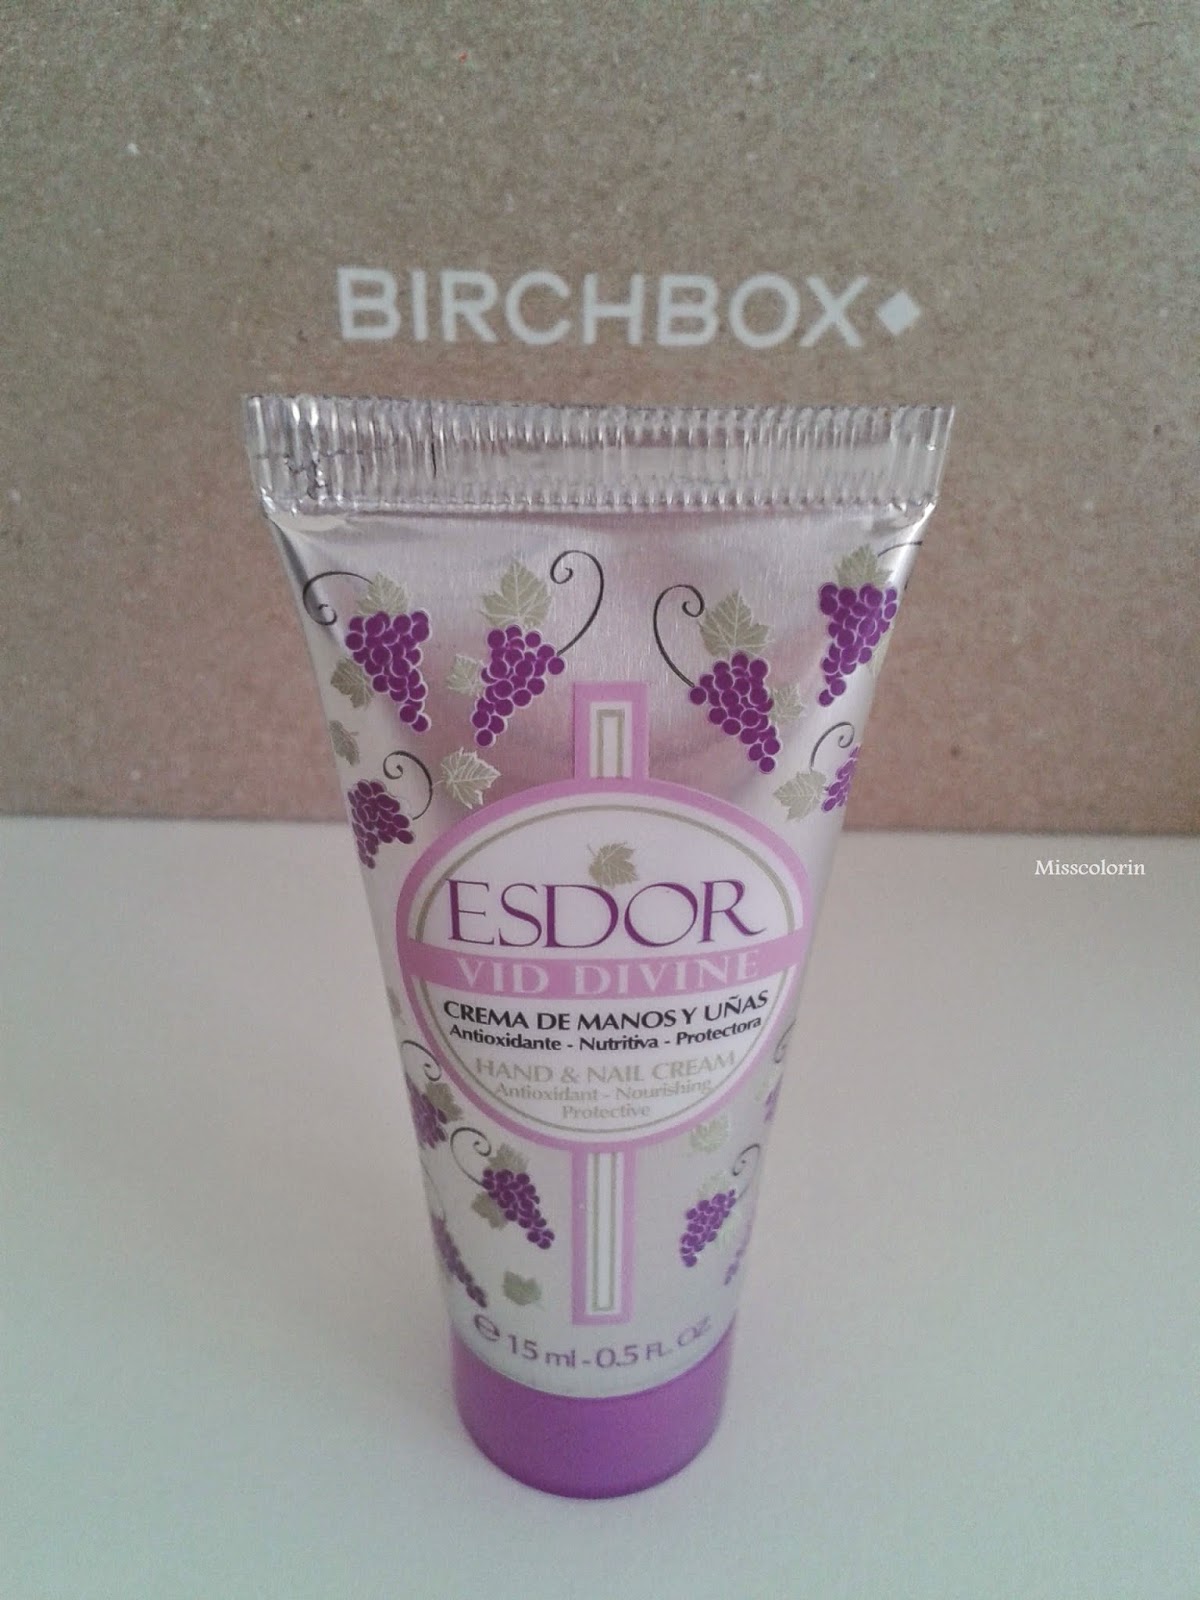 BIRCHBOX
Misscolorin
ESDOR
VID DIVINE
CREMA DE MANOS Y UÑAS
Antioxidante - Nutritiva - Protectora
HAND & NAIL CREAM
Antioxidant - Nourishing
Protective
℮ 15 ml - 0.5 FL. OZ.